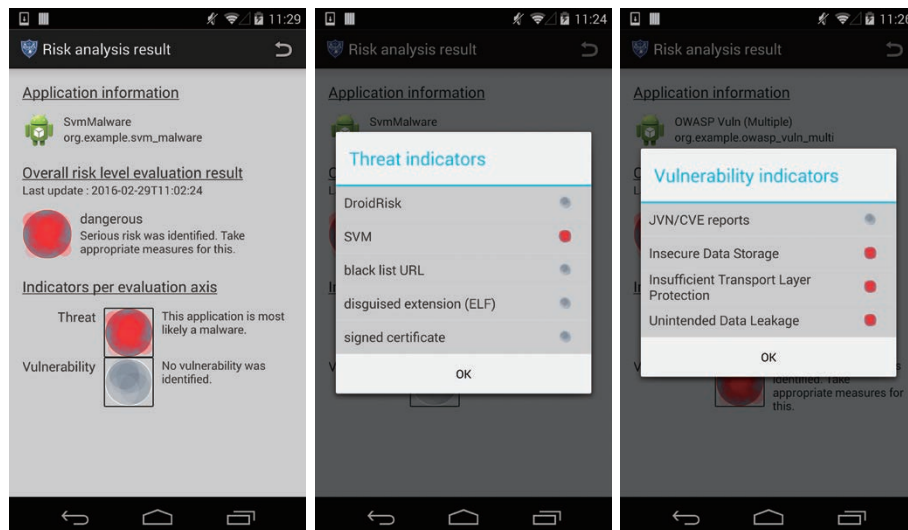 11:29
Risk analysis result
Application information
SvmMalware
org.example.svm_malware
Overall risk level evaluation result
Last update : 2016-02-29T11:02:24
dangerous
Serious risk was identified. Take
appropriate measures for this.
Indicators per evaluation axis
Threat
This application is most
likely a malware.
Vulnerability
No vulnerability was
identified.
11:24
Risk analysis result
Application information
SvmMalware
Threat indicators
DroidRisk
SVM
black list URL
disguised extension (ELF)
signed certificate
OK
11:26
Risk analysis result
Application information
OWASP Vuln (Multiple)
org.example.owasp_vuln_multi
Vulnerability indicators
JVN/CVE reports
Insecure Data Storage
Insufficient Transport Layer
Protection
Unintended Data Leakage
OK
identified. Take
appropriate measures for
this.